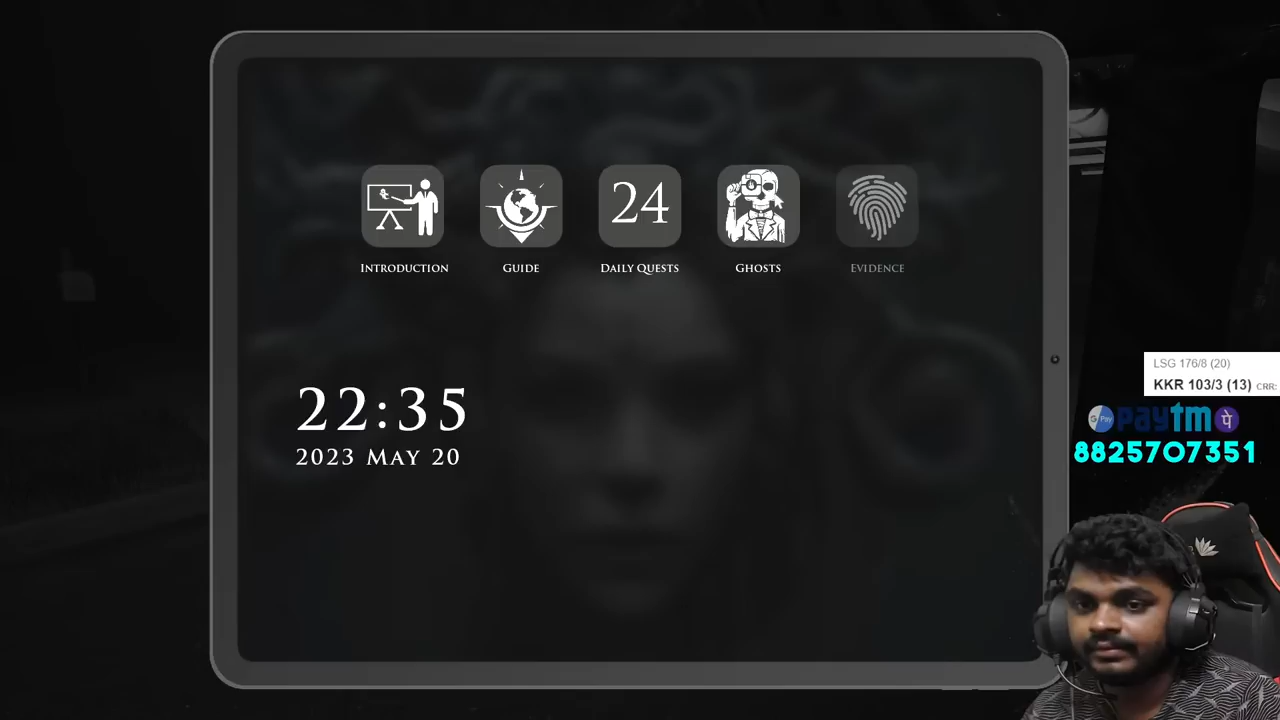 24
INTRODUCTION
GUIDE
DAILY QUESTS
GHOSTS
EVIDENCE
22:35
2023 MAY 20
LSG 176/8 (20)
KKR 103/3 (13) CRR:
G Pay paytm पे
8825707351